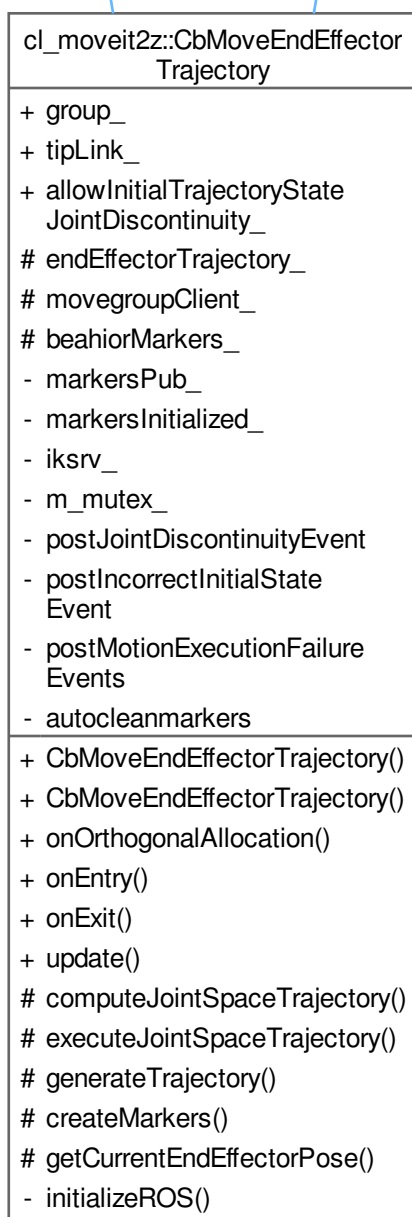 cl_moveit2z::CbMoveEndEffector
Trajectory
+ group_
+ tipLink_
+ allowInitialTrajectoryState
JointDiscontinuity_
# endEffectorTrajectory_
# movegroupClient_
# beahiorMarkers_
- markersPub_
- markersInitialized_
- iksrv_
- m_mutex_
- postJointDiscontinuityEvent
- postIncorrectInitialState
Event
- postMotionExecutionFailure
Events
- autocleanmarkers
+ CbMoveEndEffectorTrajectory()
+ CbMoveEndEffectorTrajectory()
+ onOrthogonalAllocation()
+ onEntry()
+ onExit()
+ update()
# computeJointSpaceTrajectory()
# executeJointSpaceTrajectory()
# generateTrajectory()
# createMarkers()
# getCurrentEndEffectorPose()
- initializeROS()